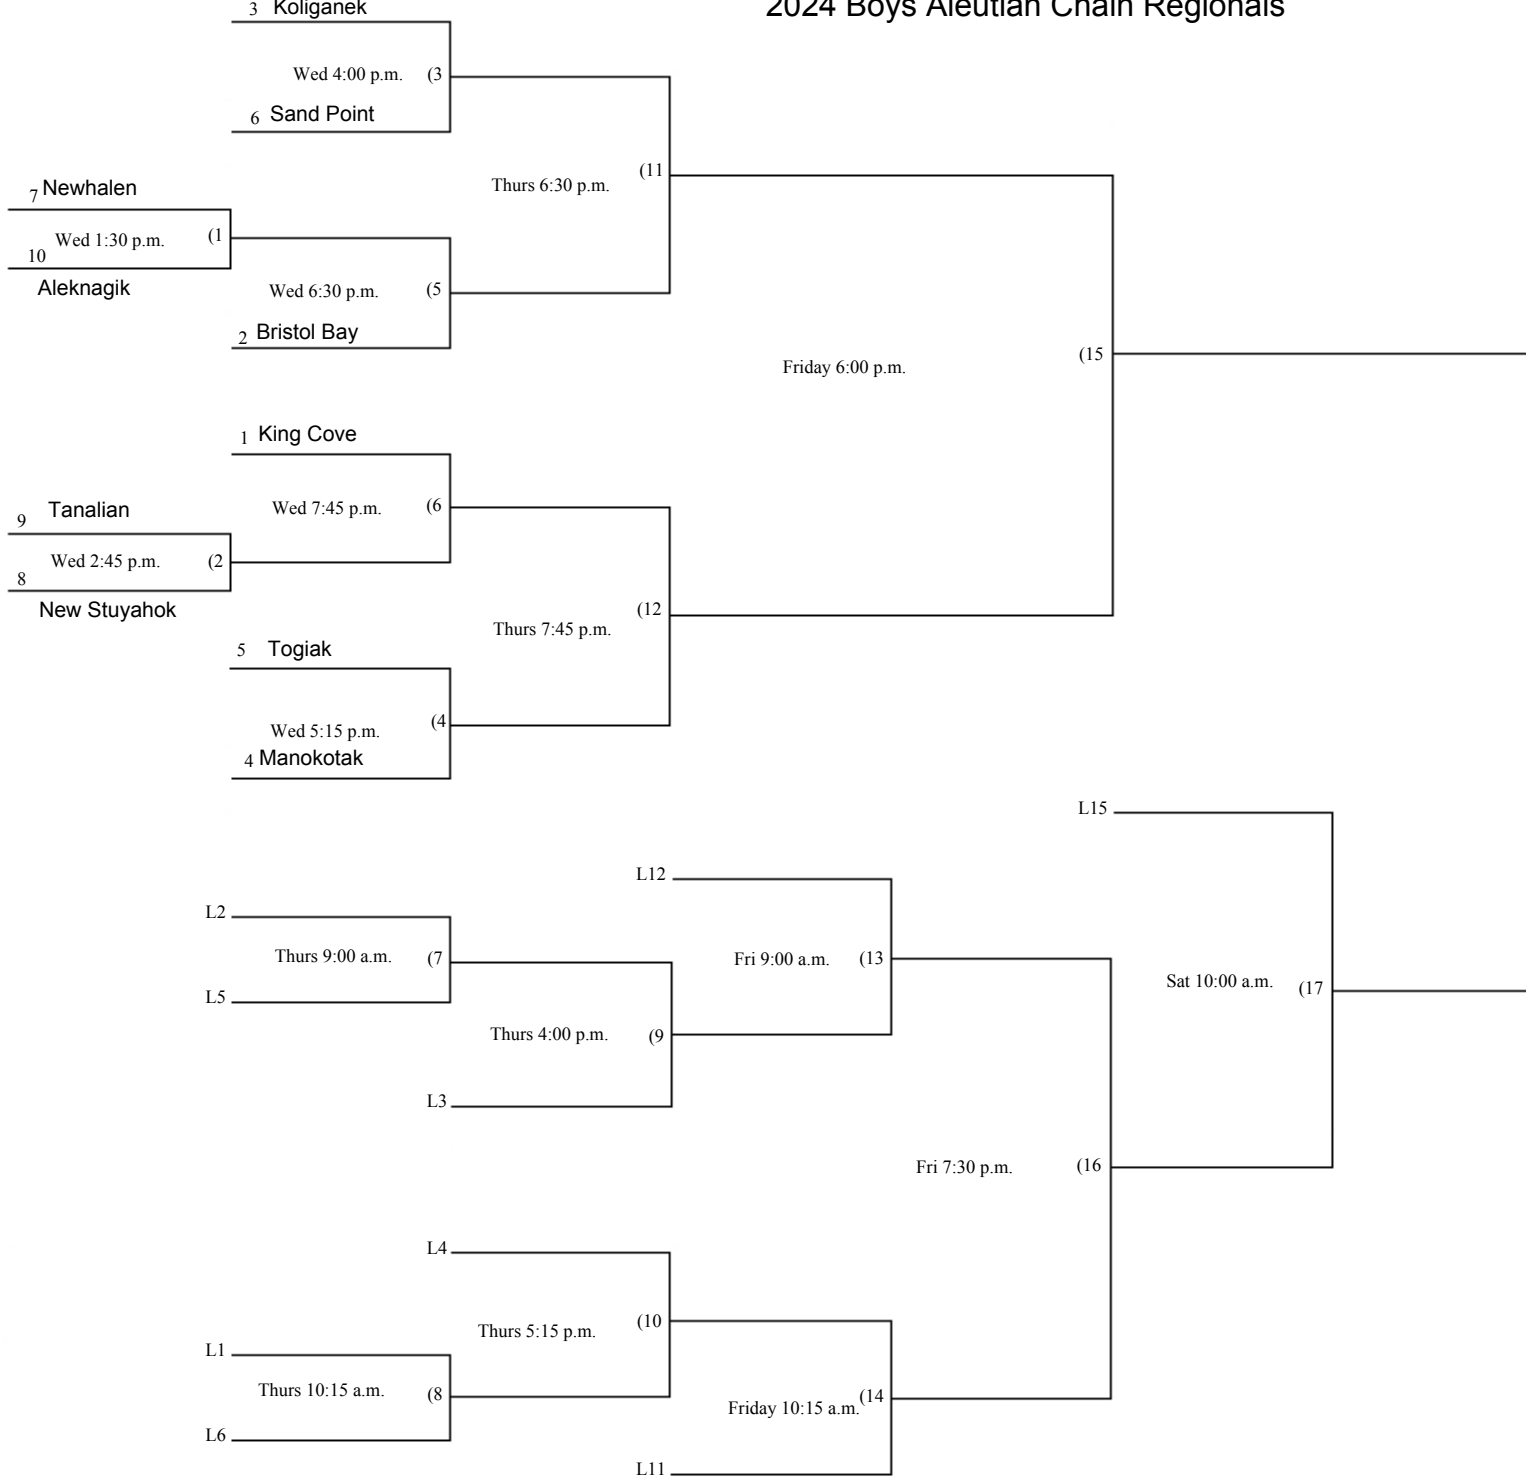 2024 Boys Aleutian Chain Regionals
3 Koliganek
Wed 4:00 p.m. (3
6 Sand Point
Thurs 6:30 p.m. (11
7 Newhalen
Wed 1:30 p.m. (1
10
Aleknagik
Wed 6:30 p.m. (5
2 Bristol Bay
Friday 6:00 p.m. (15
1 King Cove
Wed 7:45 p.m. (6
9 Tanalian
Wed 2:45 p.m. (2
8
New Stuyahok
Thurs 7:45 p.m. (12
5 Togiak
Wed 5:15 p.m. (4
4 Manokotak
L15
L12
L2
Thurs 9:00 a.m. (7
L5
Fri 9:00 a.m. (13
Sat 10:00 a.m. (17
Thurs 4:00 p.m. (9
L3
Fri 7:30 p.m. (16
L4
Thurs 5:15 p.m. (10
L1
Thurs 10:15 a.m. (8
L6
Friday 10:15 a.m. (14
L11